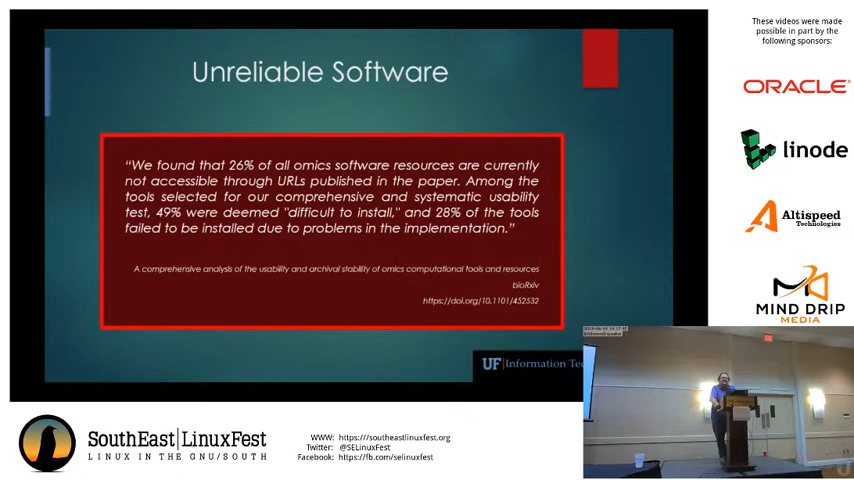 These videos were made
possible in part by the
following sponsors:
ORACLE
linode
Altispeed
Technologies
MIND DRIP
MEDIA
Unreliable Software
“We found that 26% of all omics software resources are currently
not accessible through URLs published in the paper. Among the
tools selected for our comprehensive and systematic usability
test, 49% were deemed "difficult to install," and 28% of the tools
failed to be installed due to problems in the implementation.”
A comprehensive analysis of the usability and archival stability of omics computational tools and resources
bioRxiv
https://doi.org/10.1101/452532
UF Information Te
SouthEast LinuxFest
LINUX IN THE GNU/SOUTH
WWW: https:///southeastlinuxfest.org
Twitter: @SELinuxFest
Facebook: https://fb.com/selinuxfest